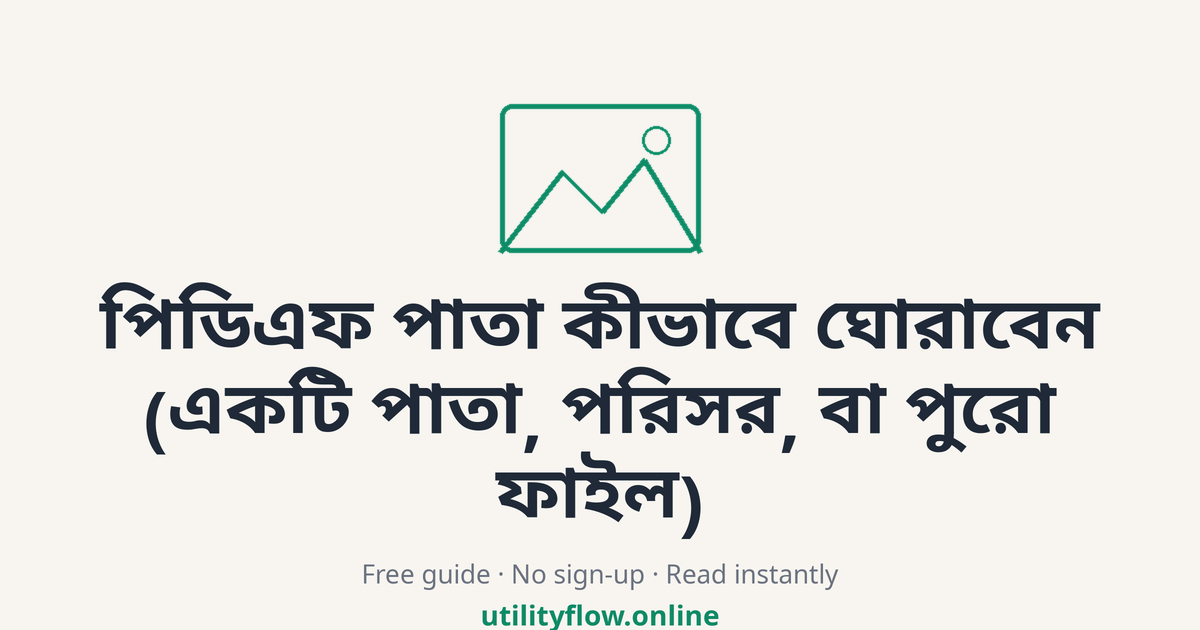 পিডিএফ পাতা কীভাবে ঘোরাবেন
(একটি পাতা, পরিসর, বা পুরো
ফাইল)
Free guide · No sign-up · Read instantly
utilityflow.online